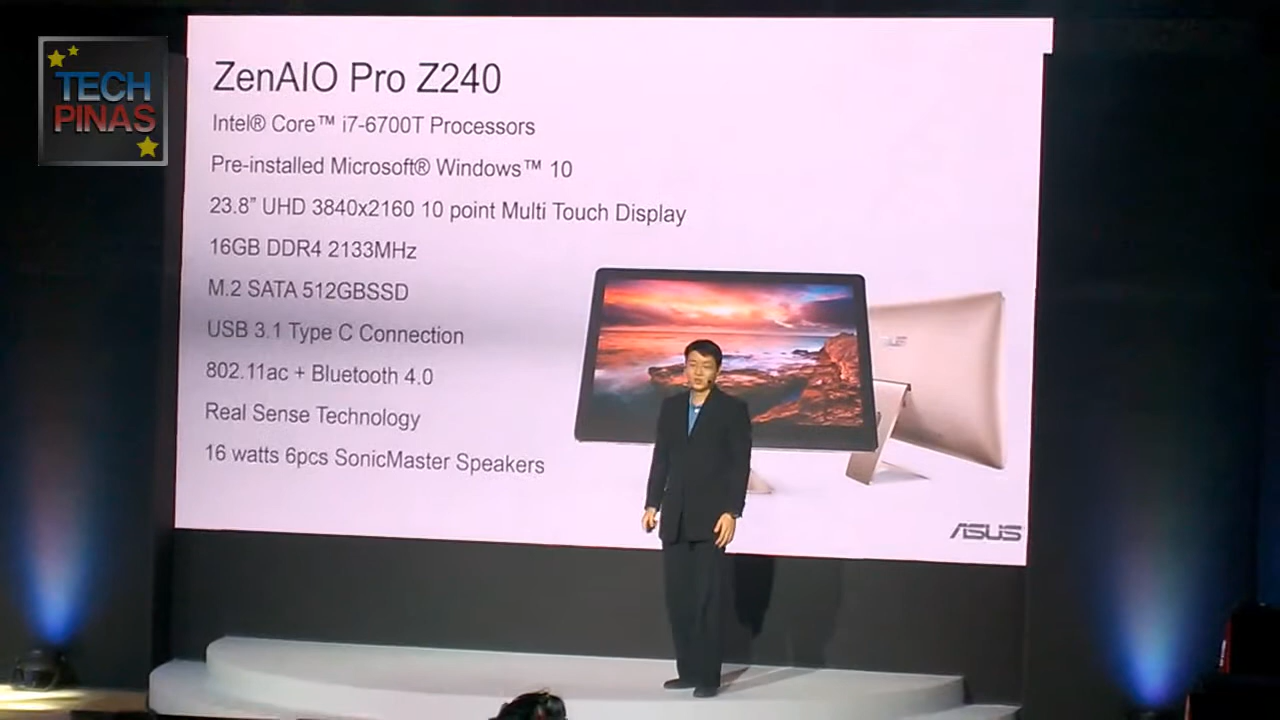 TECH
PINAS
ZenAIO Pro Z240
Intel® Core™ i7-6700T Processors
Pre-installed Microsoft® Windows™ 10
23.8” UHD 3840x2160 10 point Multi Touch Display
16GB DDR4 2133MHz
M.2 SATA 512GBSSD
USB 3.1 Type C Connection
802.11ac + Bluetooth 4.0
Real Sense Technology
16 watts 6pcs SonicMaster Speakers
ASUS
ASUS